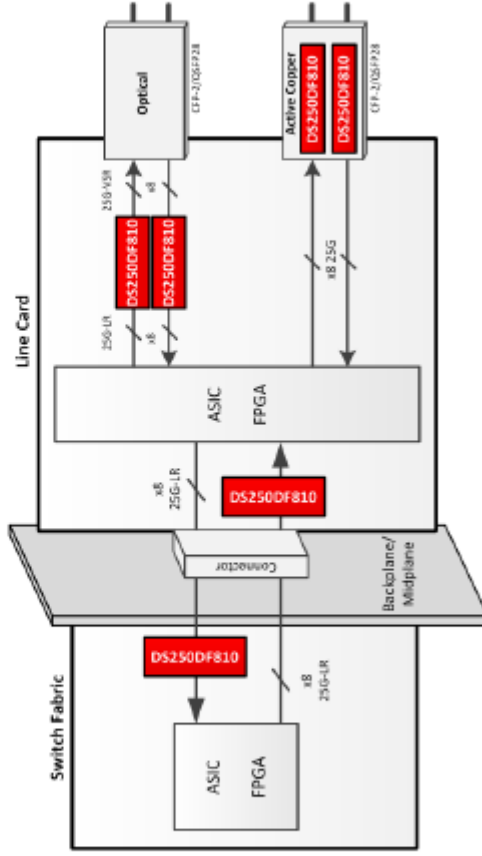 Line Card
Optical
CFP-2/QSFP28
25G-VSR
x8
DS250DF810
DS250DF810
25G-LR
x8
Active Copper
DS250DF810
DS250DF810
CFP-2/QSFP28
x8 25G
ASIC
FPGA
x8
25G-LR
DS250DF810
Connector
Backplane/
Midplane
Switch Fabric
DS250DF810
x8
25G-LR
ASIC
FPGA